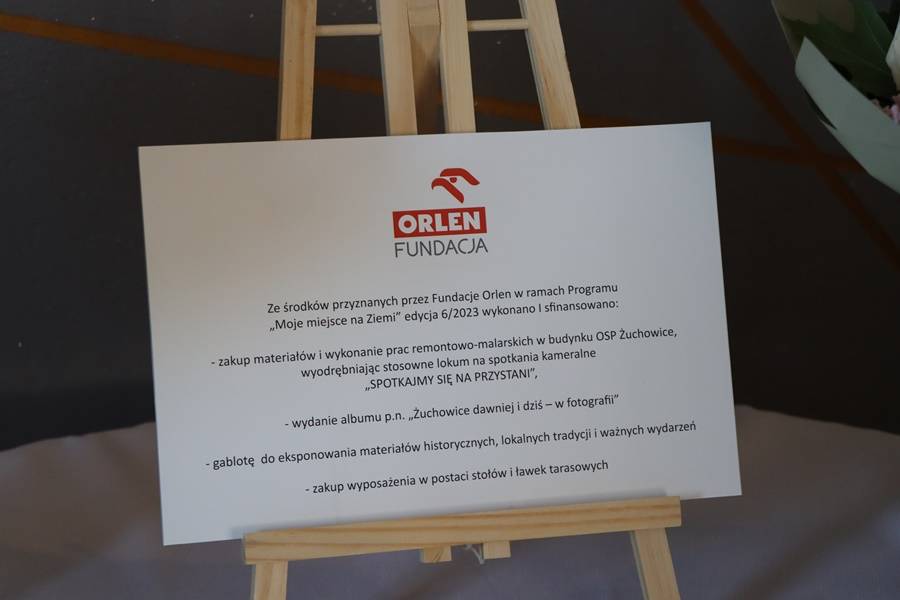 ORLEN
FUNDACJA
Ze środków przyznanych przez Fundacje Orlen w ramach Programu
„Moje miejsce na Ziemi” edycja 6/2023 wykonano I sfinansowano:
- zakup materiałów i wykonanie prac remontowo-malarskich w budynku OSP Żuchowice,
wyodrębniając stosowne lokum na spotkania kameralne
„SPOTKAJMY SIĘ NA PRZYSTANI”,
- wydanie albumu p.n. „Żuchowice dawniej i dziś – w fotografii”
- gablotę do eksponowania materiałów historycznych, lokalnych tradycji i ważnych wydarzeń
- zakup wyposażenia w postaci stołów i ławek tarasowych